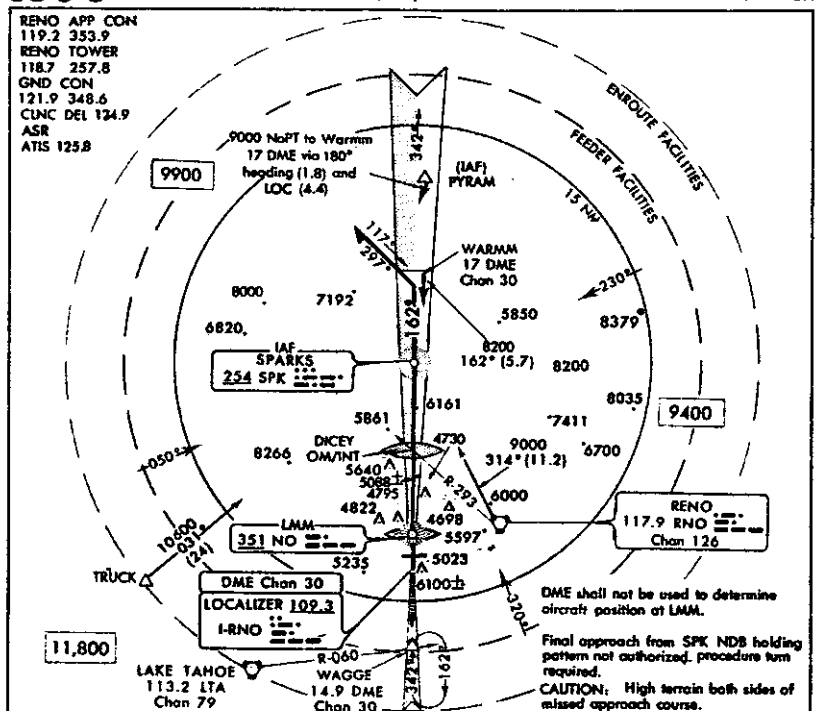 RENO APP CON
119.2 353.9
RENO TOWER
118.7 257.8
GND CON
121.9 348.6
CLNC DEL 124.9
ASR
ATIS 125.8
ENROUTE FACILITIES
FEEDER FACILITIES
15 NM
9000 NoPT to Warmm
17 DME via 180°
heading (1.8) and
LOC (4.4)
342°
(IAF)
PYRAM
9900
117°
297°
WARMM
17 DME
Chan 30
230°
8000
7192
162°
5850
8379
6820
8200
162° (5.7)
8200
IAF
SPARKS
254 SPK
8035
6161
9400
5861
7411
DICEY
OM/INT
4730
9000
314° (11.2)
6700
050°
8266
5640
5088
4795
R-293
6000
4822
4698
RENO
117.9 RNO
Chan 126
LMM
351 NO
5597
10600
031°
(24)
5235
5023
TRUCK
DME Chan 30
6100
LOCALIZER 109.3
I-RNO
320°
DME shall not be used to determine
aircraft position at LMM.
11,800
Final approach from SPK NDB holding
pattern not authorized. procedure turn
required.
R-060
LAKE TAHOE
113.2 LTA
Chan 79
WAGGE
14.9 DME
Chan 30
342°
162°
CAUTION: High terrain both sides of
missed approach course.